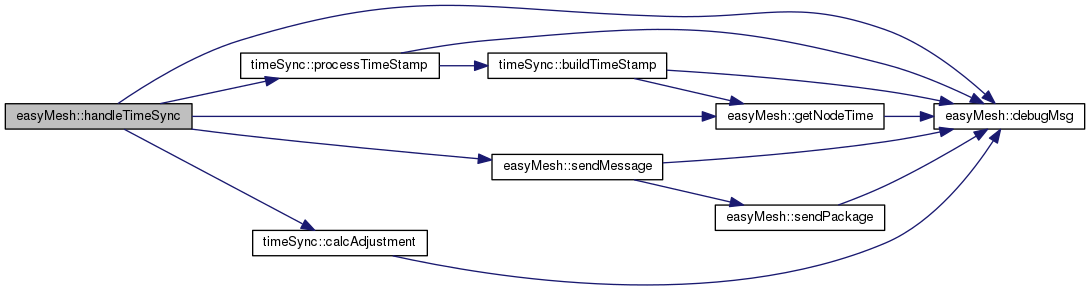 timeSync::processTimeStamp
timeSync::buildTimeStamp
easyMesh::handleTimeSync
easyMesh::getNodeTime
easyMesh::debugMsg
easyMesh::sendMessage
easyMesh::sendPackage
timeSync::calcAdjustment